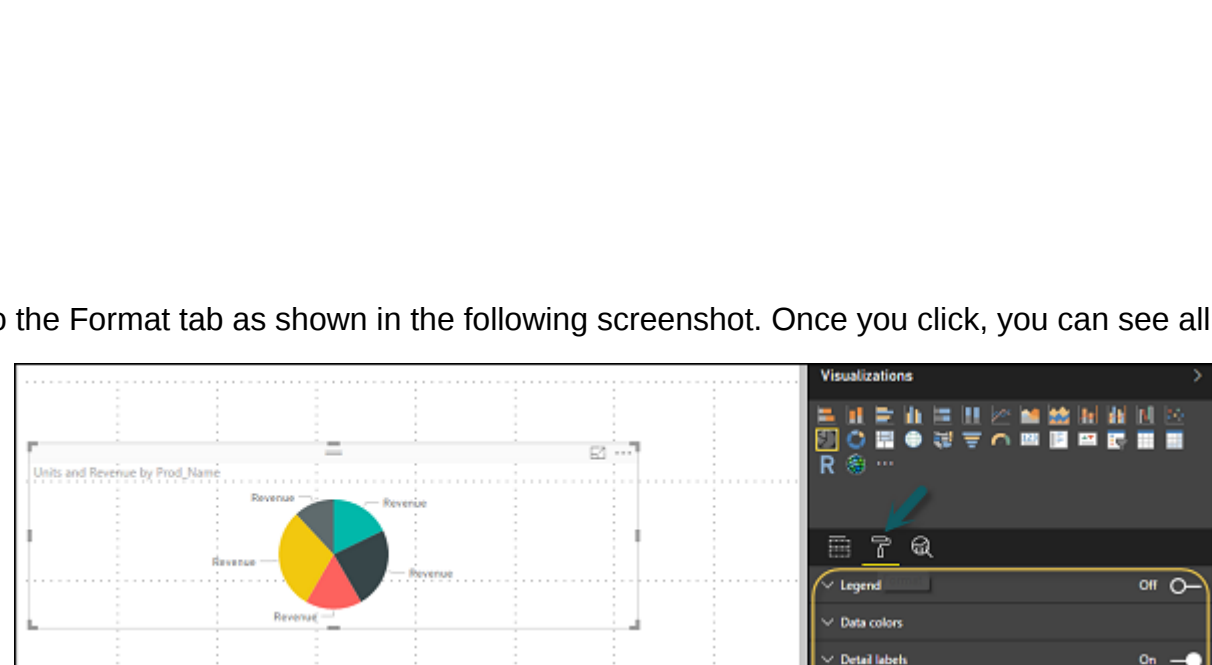 the Format tab as shown in the following screenshot. Once you click, you can see all
Visualizations
Units and Revenue by Prod_Name
R
Revenue
Revenue
Revenue
Revenue
Revenue
Legend Off
Data colors
Detail labels On